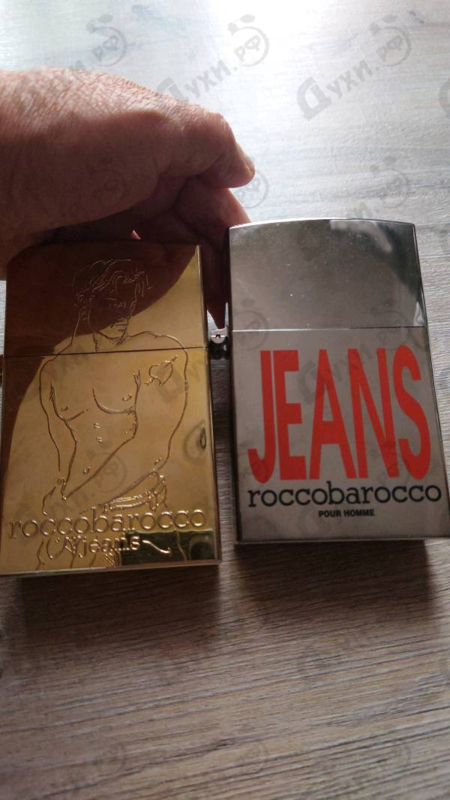 roccobarocco
jeans
JEANS
roccobarocco
POUR HOMME
Духи.рф